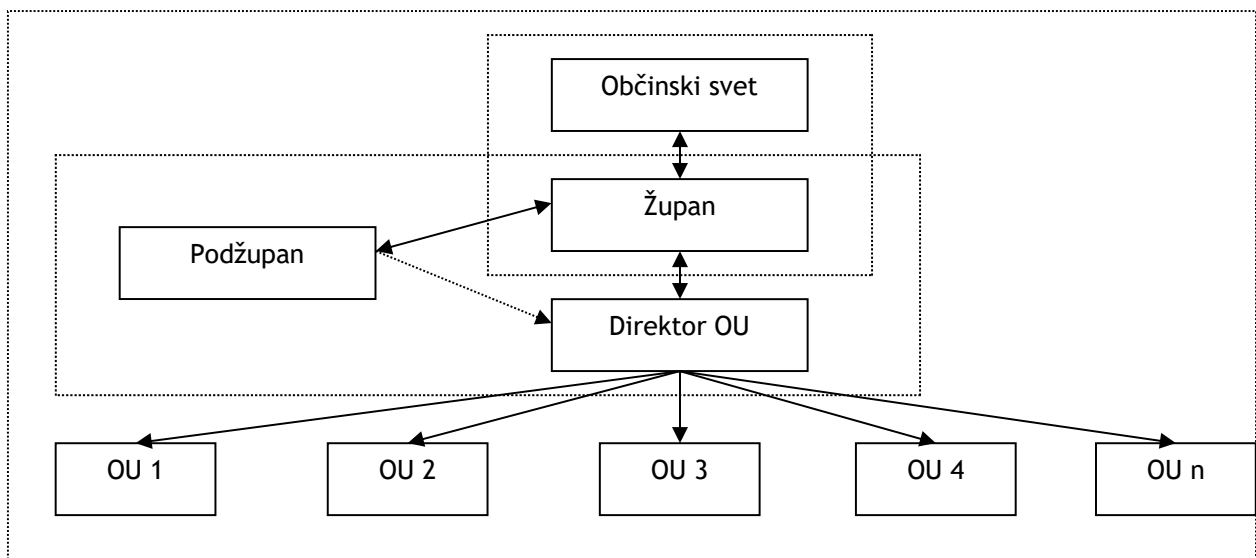 Občinski svet
Župan
Podžupan
Direktor OU
OU 1
OU 2
OU 3
OU 4
OU n